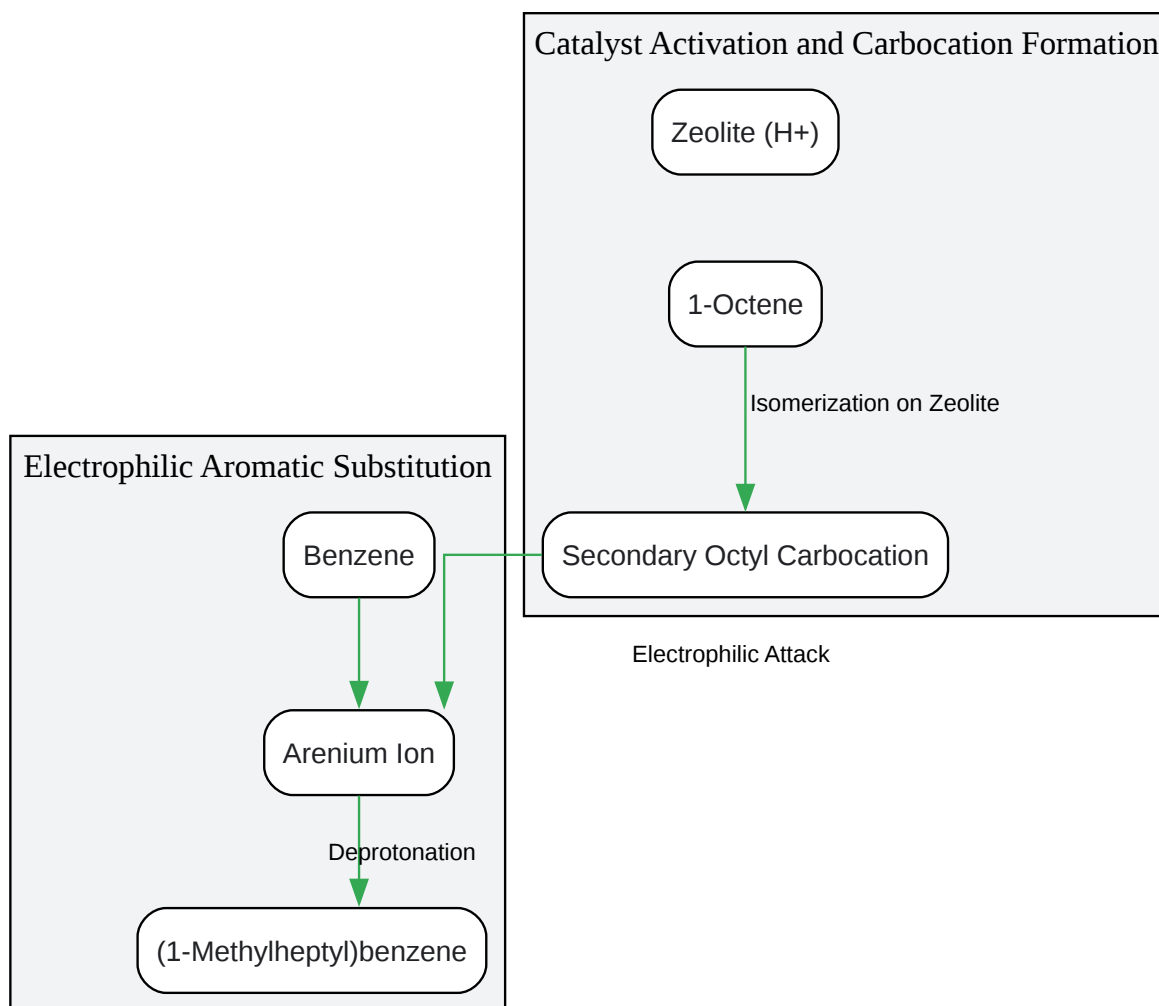 Catalyst Activation and Carbocation Formation
Zeolite (H+)
1-Octene
Isomerization on Zeolite
Electrophilic Aromatic Substitution
Benzene
Secondary Octyl Carbocation
Electrophilic Attack
Arenium Ion
Deprotonation
(1-Methylheptyl)benzene